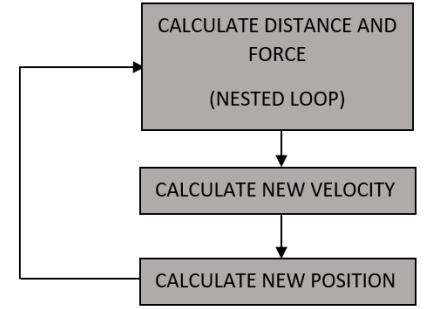 CALCULATE DISTANCE AND
FORCE
(NESTED LOOP)
CALCULATE NEW VELOCITY
CALCULATE NEW POSITION